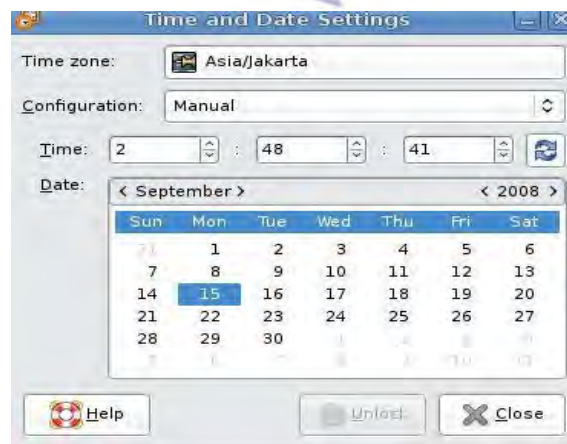 Time and Date Settings
Time zone: Asia/Jakarta
Configuration: Manual
Time: 2 : 48 : 41
Date: < September > < 2008 >
Sun Mon Tue Wed Thu Fri Sat
31 1 2 3 4 5 6
7 8 9 10 11 12 13
14 15 16 17 18 19 20
21 22 23 24 25 26 27
28 29 30
Help Unlock Close